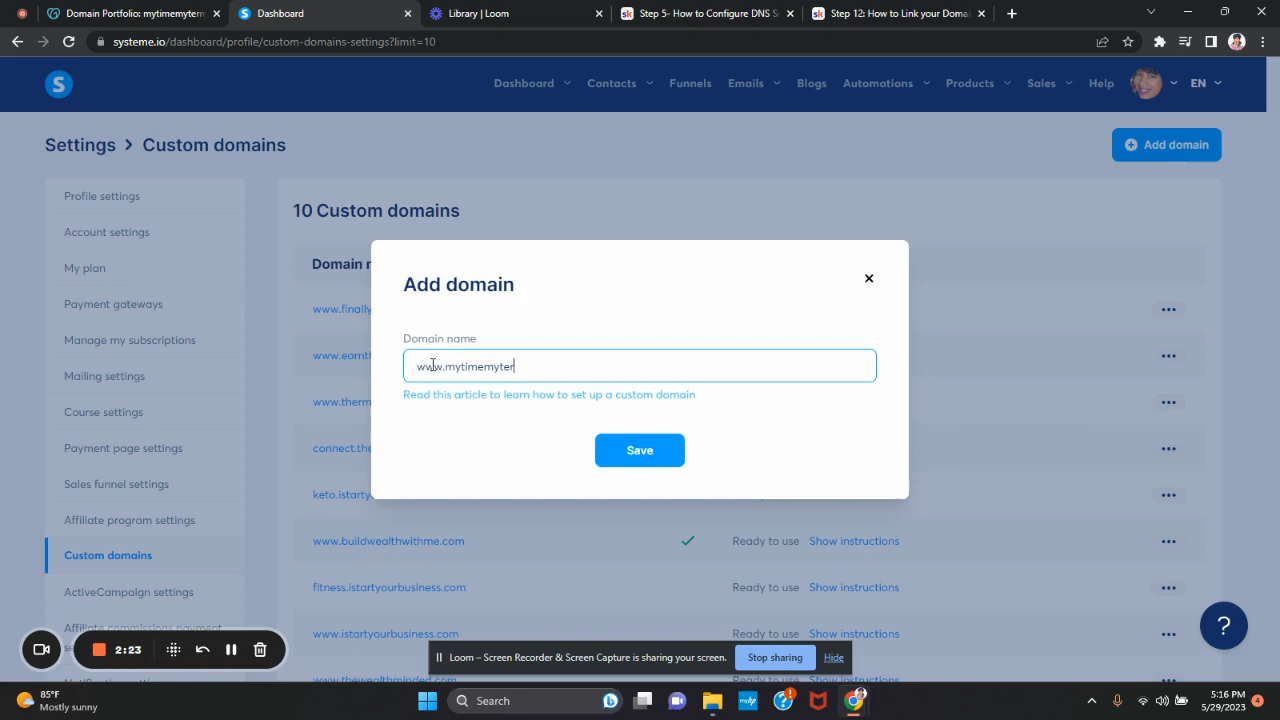 Domain Portfolio: mytimemyterm
Dashboard
Library | Loom
Step 5- How to Configure DNS S
Step 12: How to Link your Doma
systeme.io/dashboard/profile/custom-domains-settings?limit=10
S
Dashboard
Contacts
Funnels
Emails
Blogs
Automations
Products
Sales
Help
EN
Settings > Custom domains
Add domain
Profile settings
Account settings
My plan
Payment gateways
Manage my subscriptions
Mailing settings
Course settings
Payment page settings
Sales funnel settings
Affiliate program settings
Custom domains
ActiveCampaign settings
Affiliate commissions payment
10 Custom domains
Domain n
www.finally
www.earnt
www.therm
connect.the
keto.istarty
www.buildwealthwithme.com Ready to use Show instructions
fitness.istartyourbusiness.com Ready to use Show instructions
www.istartyourbusiness.com Ready to use Show instructions
www.thewealthminded.com
Add domain
Domain name
www.mytimemyter
Read this article to learn how to set up a custom domain
Save
?
2:23
Loom – Screen Recorder & Screen Capture is sharing your screen.
Stop sharing
Hide
85°F
Mostly sunny
Search
5:16 PM
5/29/2023
4